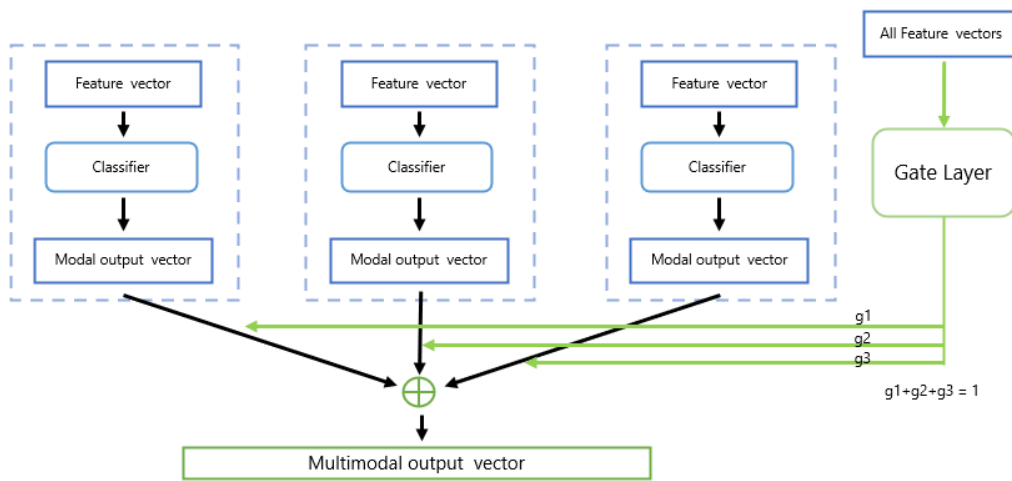 All Feature vectors
Feature vector
Feature vector
Feature vector
Classifier
Classifier
Classifier
Gate Layer
Modal output vector
Modal output vector
Modal output vector
g1
g2
g3
g1+g2+g3 = 1
Multimodal output vector